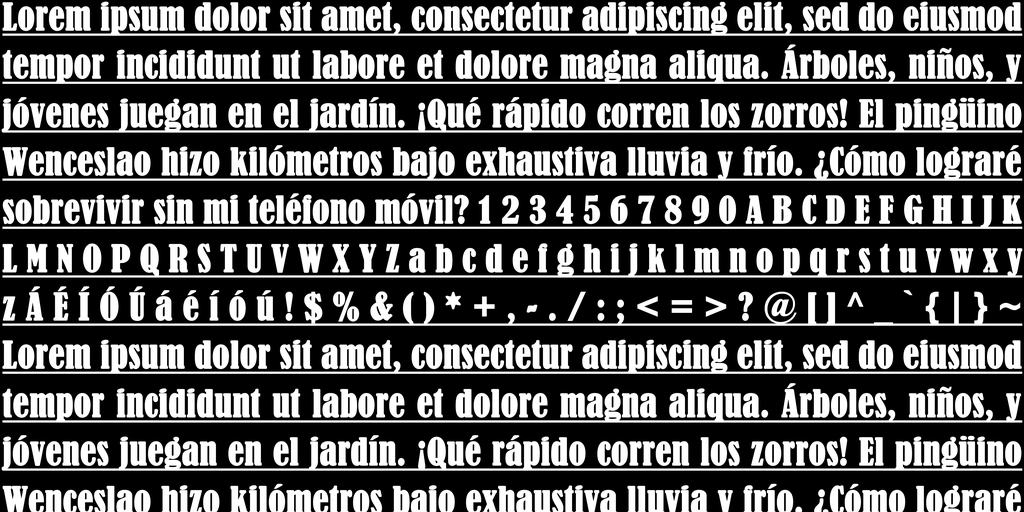 Lorem ipsum dolor sit amet, consectetur adipiscing elit, sed do eiusmod
tempor incididunt ut labore et dolore magna aliqua. Árboles, niños, y
jóvenes juegan en el jardín. ¡Qué rápido corren los zorros! El pingüino
Wenceslao hizo kilómetros bajo exhaustiva lluvia y frío. ¿Cómo lograré
sobrevivir sin mi teléfono móvil? 1 2 3 4 5 6 7 8 9 0 A B C D E F G H I J K
L M N O P Q R S T U V W X Y Z a b c d e f g h i j k l m n o p q r s t u v w x y
z Á É Í Ó Ú á é í ó ú ! $ % & ( ) * + , - . / : ; < = > ? @ [ ] ^ _ ` { | } ~
Lorem ipsum dolor sit amet, consectetur adipiscing elit, sed do eiusmod
tempor incididunt ut labore et dolore magna aliqua. Árboles, niños, y
jóvenes juegan en el jardín. ¡Qué rápido corren los zorros! El pingüino
Wenceslao hizo kilómetros bajo exhaustiva lluvia y frío. ¿Cómo lograré